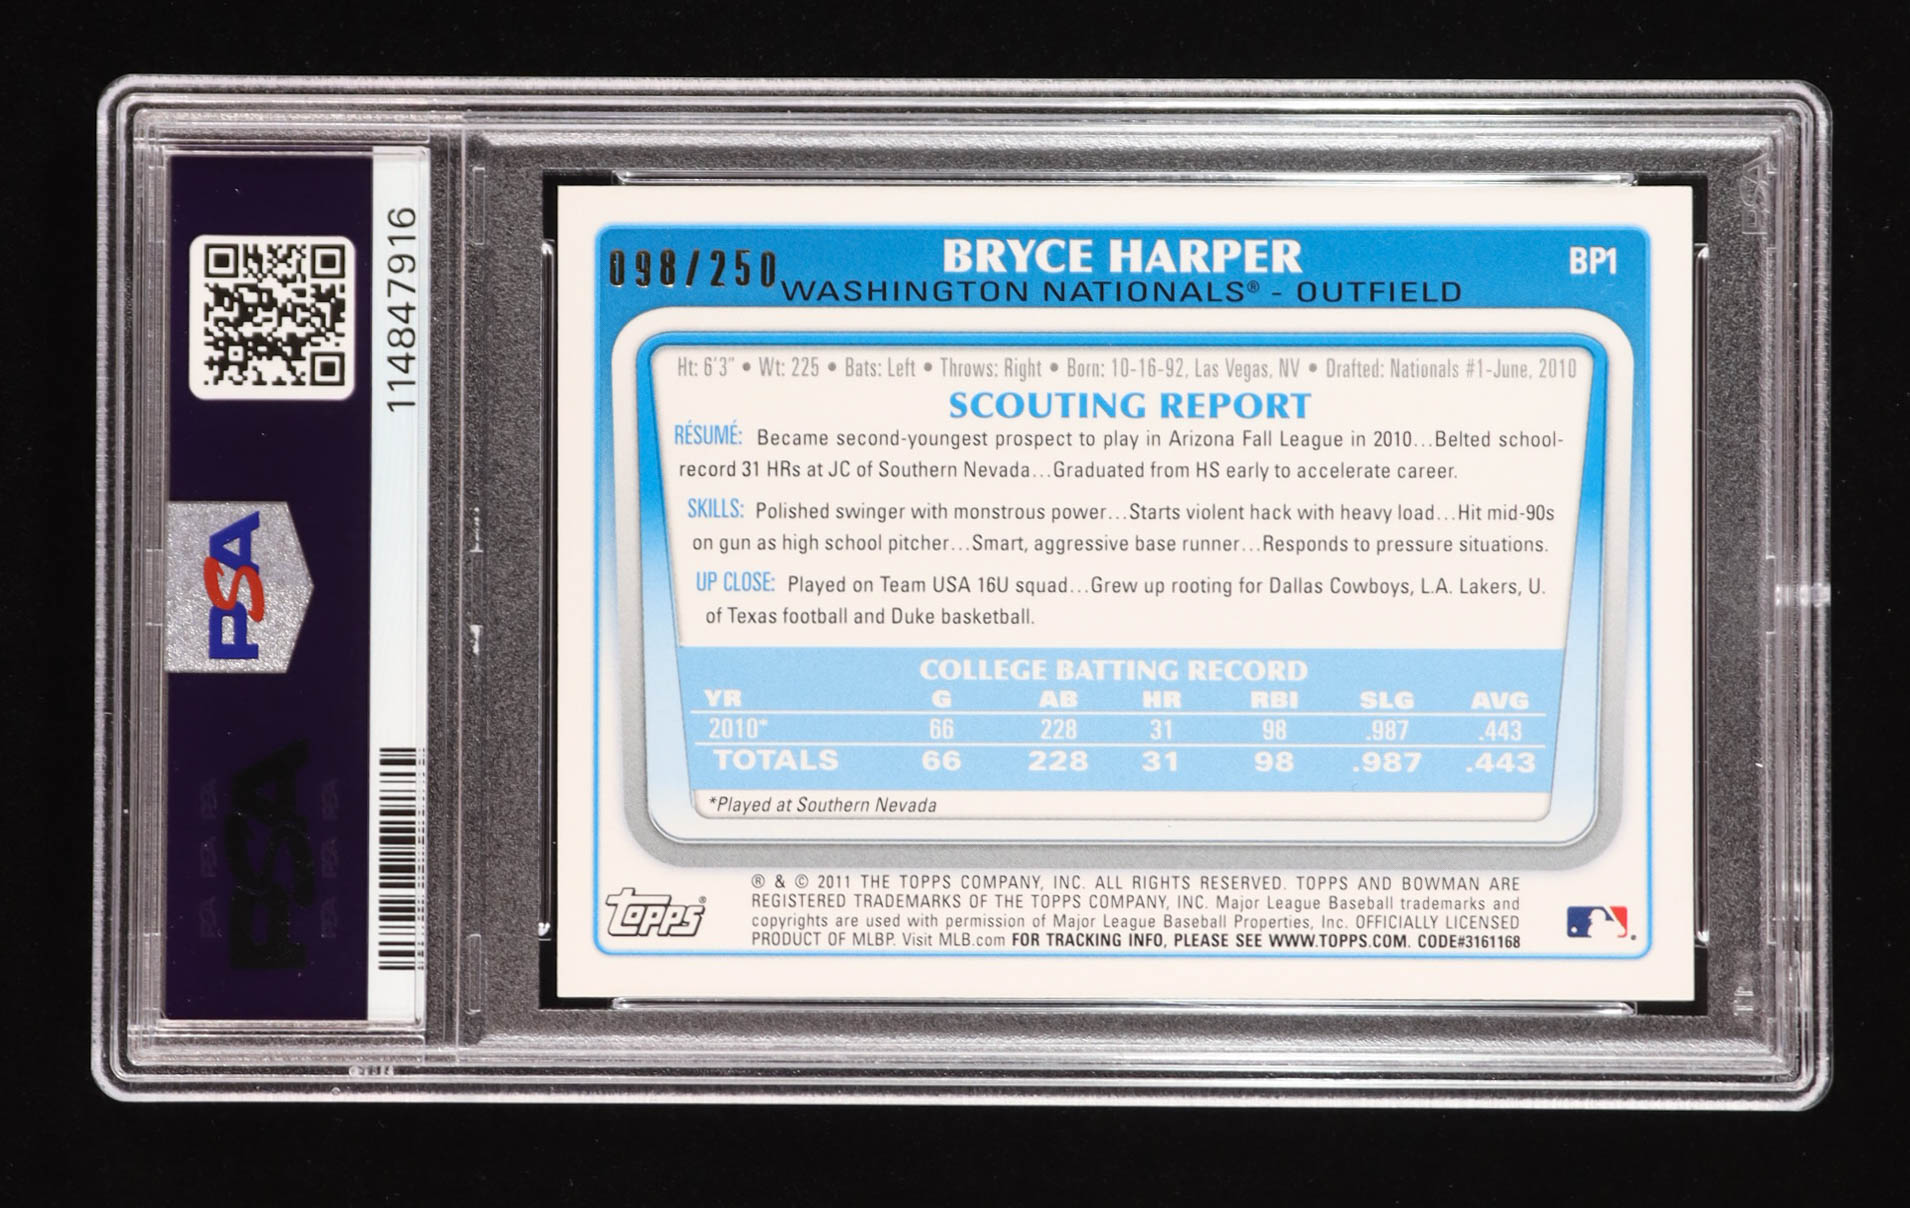 114847916
PSA
PSA
098/250
BRYCE HARPER
BP1
WASHINGTON NATIONALS® - OUTFIELD
Ht: 6'3" • Wt: 225 • Bats: Left • Throws: Right • Born: 10-16-92, Las Vegas, NV • Drafted: Nationals #1-June, 2010
SCOUTING REPORT
RÉSUMÉ: Became second-youngest prospect to play in Arizona Fall League in 2010...Belted school-
record 31 HRs at JC of Southern Nevada...Graduated from HS early to accelerate career.
SKILLS: Polished swinger with monstrous power...Starts violent hack with heavy load...Hit mid-90s
on gun as high school pitcher...Smart, aggressive base runner...Responds to pressure situations.
UP CLOSE: Played on Team USA 16U squad...Grew up rooting for Dallas Cowboys, L.A. Lakers, U.
of Texas football and Duke basketball.
COLLEGE BATTING RECORD
YR G AB HR RBI SLG AVG
2010* 66 228 31 98 .987 .443
TOTALS 66 228 31 98 .987 .443
*Played at Southern Nevada
Topps®
® & © 2011 THE TOPPS COMPANY, INC. ALL RIGHTS RESERVED. TOPPS AND BOWMAN ARE
REGISTERED TRADEMARKS OF THE TOPPS COMPANY, INC. Major League Baseball trademarks and
copyrights are used with permission of Major League Baseball Properties, Inc. OFFICIALLY LICENSED
PRODUCT OF MLBP. Visit MLB.com FOR TRACKING INFO, PLEASE SEE WWW.TOPPS.COM. CODE#3161168